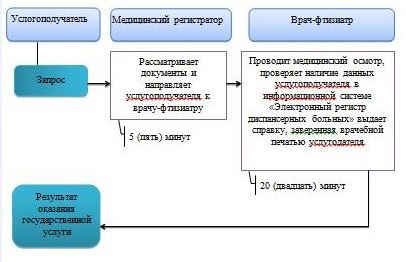 Услогополучатель
Медицинский регистратор
Врач-фтизиатр
Запрос
Рассматривает
документы и
направляет
услугополучателя к
врачу-фтизиатру
5 (пять) минут
Проводит медицинский осмотр,
проверяет наличие данных
услугополучателя в
информационной системе
«Электронный регистр
диспансерных больных» выдает
справку, заверенная врачебной
печатью услугодателя
20 (двадцать) минут
Результат
оказания
государственной
услуги